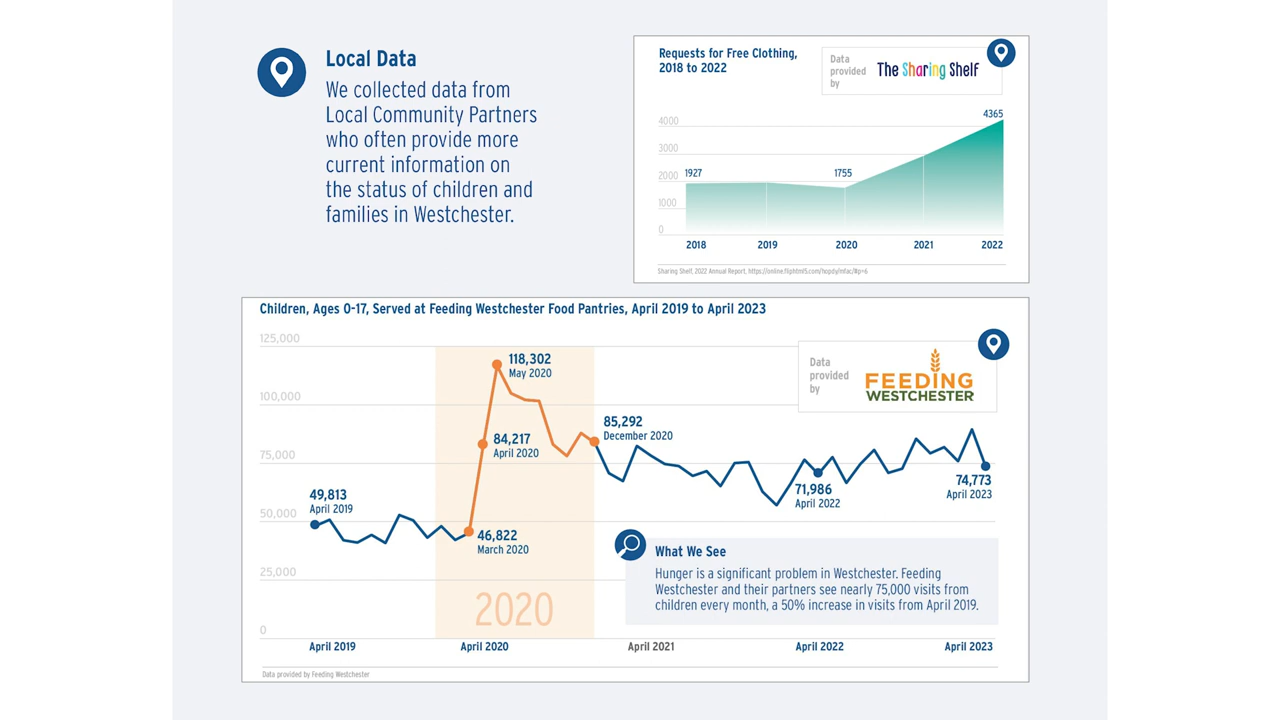 Local Data
We collected data from
Local Community Partners
who often provide more
current information on
the status of children and
families in Westchester.
Requests for Free Clothing,
2018 to 2022
Data
provided
by
The Sharing Shelf
4365
4000
3000
2000
1927
1755
1000
0
2018
2019
2020
2021
2022
Sharing Shelf, 2022 Annual Report, https://online.fliphtml5.com/hopdy/mfac/#p=6
Children, Ages 0-17, Served at Feeding Westchester Food Pantries, April 2019 to April 2023
125,000
118,302
May 2020
Data
provided
by
FEEDING
WESTCHESTER
100,000
85,292
December 2020
84,217
April 2020
75,000
74,773
April 2023
71,986
April 2022
49,813
April 2019
50,000
46,822
March 2020
What We See
Hunger is a significant problem in Westchester. Feeding
Westchester and their partners see nearly 75,000 visits from
children every month, a 50% increase in visits from April 2019.
25,000
2020
0
April 2019
April 2020
April 2021
April 2022
April 2023
Data provided by Feeding Westchester